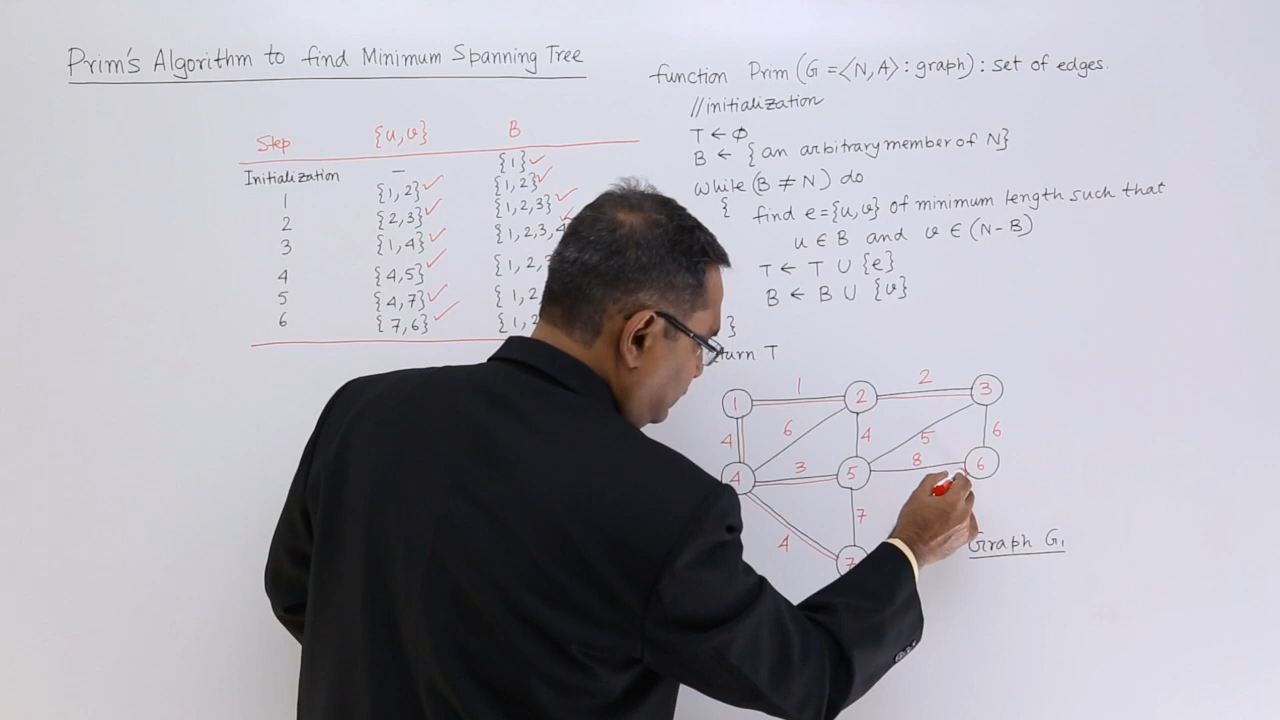 Prim's Algorithm to find Minimum Spanning Tree
Step {u,v} B
Initialization – {1}
1 {1,2} {1,2}
2 {2,3} {1,2,3}
3 {1,4} {1,2,3,4
4 {4,5} {1,2,
5 {4,7} {1,2
6 {7,6} {1,2
function Prim (G = <N, A> : graph) : set of edges.
//initialization
T ← ϕ
B ← {an arbitrary member of N}
while (B ≠ N) do
{ find e = {u,v} of minimum length such that
u ∈ B and v ∈ (N - B)
T ← T ∪ {e}
B ← B ∪ {v}
}
turn T
1 1 2 2 3
4 6 4 5 6
4 3 5 8 6
4 7
7
Graph G₁